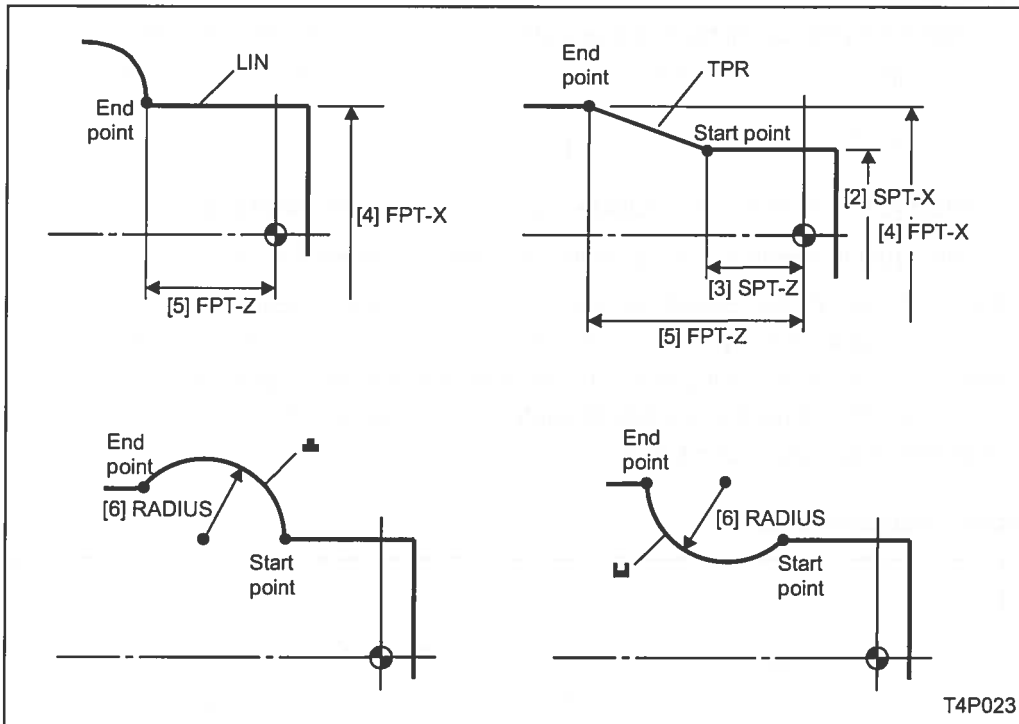 LIN
End
point
[4] FPT-X
[5] FPT-Z
End
point
TPR
Start point
[2] SPT-X
[4] FPT-X
[3] SPT-Z
[5] FPT-Z
End
point
[6] RADIUS
Start
point
End
point
[6] RADIUS
Start
point
T4P023